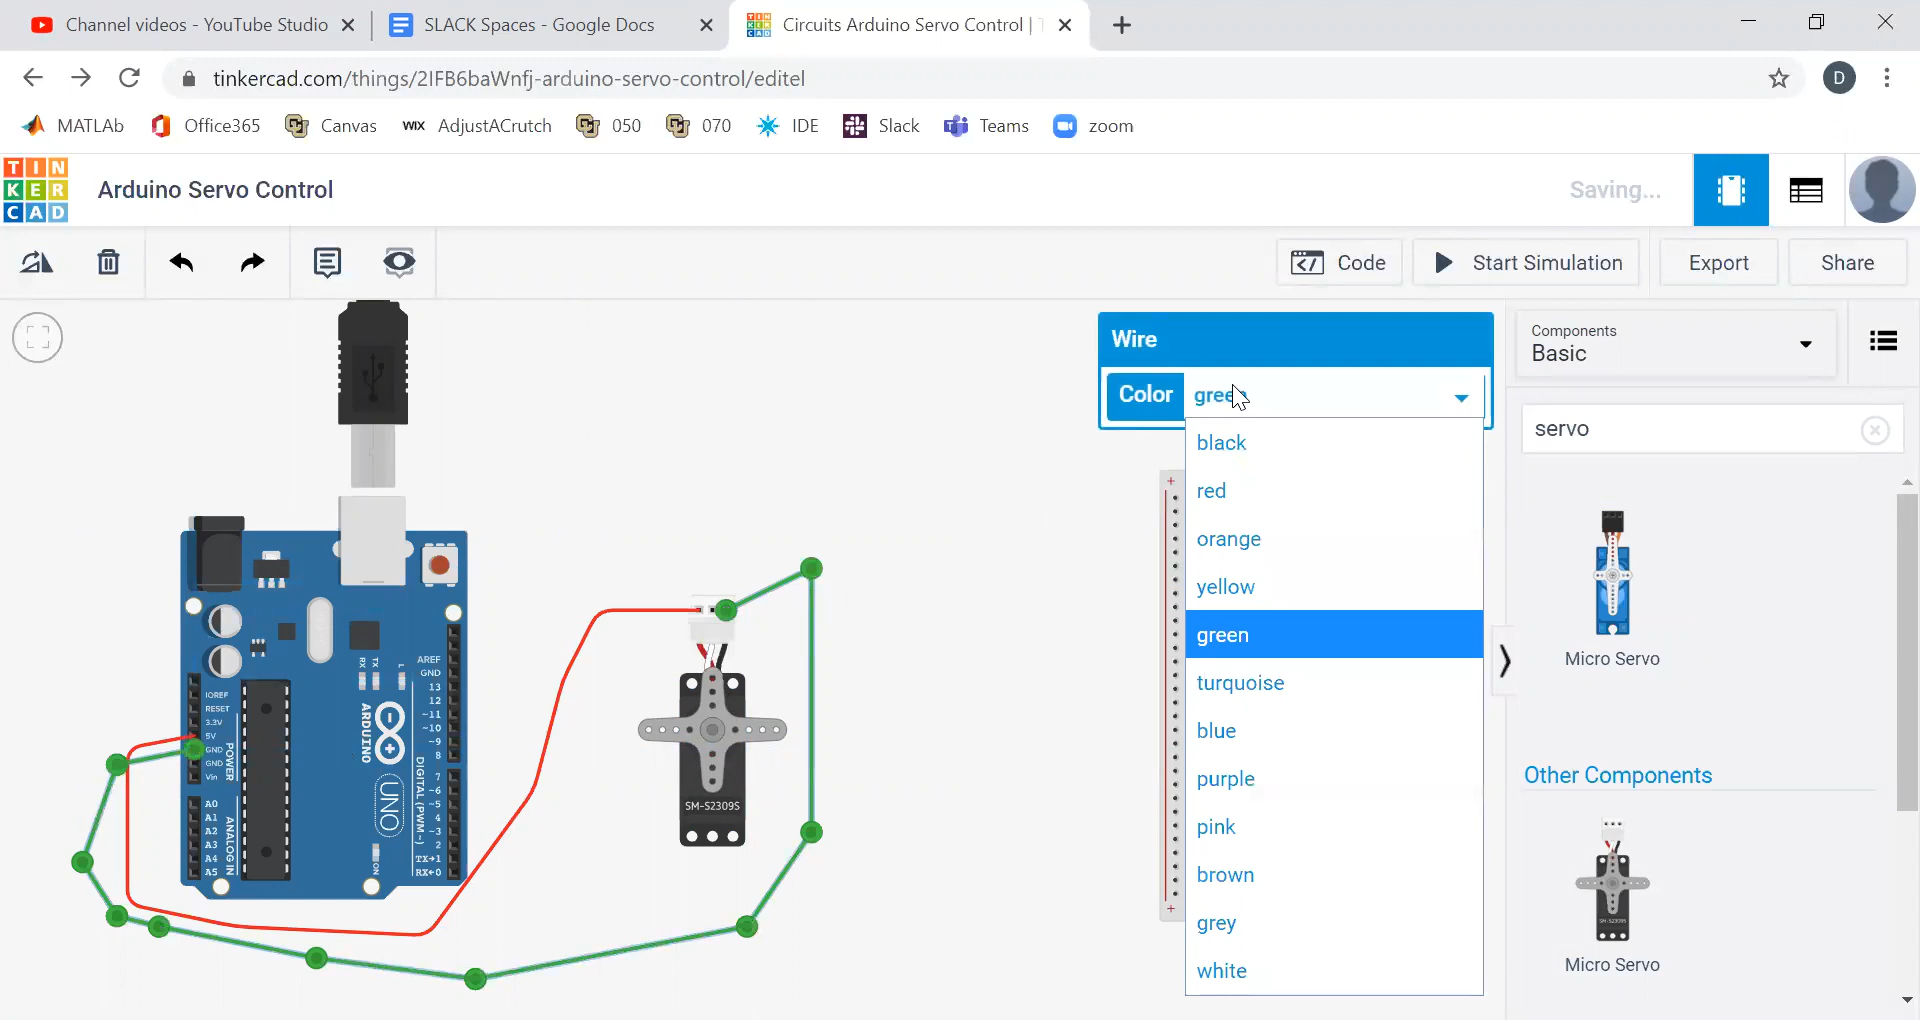 Channel videos - YouTube Studio
SLACK Spaces - Google Docs
Circuits Arduino Servo Control |
tinkercad.com/things/2IFB6baWnfj-arduino-servo-control/editel
D
MATLAb
Office365
Canvas
WIX AdjustACrutch
050
070
IDE
Slack
Teams
zoom
TIN
KER
CAD
Arduino Servo Control
Saving...
Code
Start Simulation
Export
Share
Wire
Color
green
black
red
orange
yellow
green
turquoise
blue
purple
pink
brown
grey
white
Components
Basic
servo
Micro Servo
Other Components
SM-S2309S
Micro Servo
SM-S2309S
AREF
GND
13
12
~11
~10
~9
8
7
~6
~5
4
~3
2
TX→1
RX←0
DIGITAL (PWM~)
IOREF
RESET
3.3V
5V
GND
GND
Vin
POWER
A0
A1
A2
A3
A4
A5
ANALOG IN
RX
TX
L
ARDUINO
UNO
ON
+
+